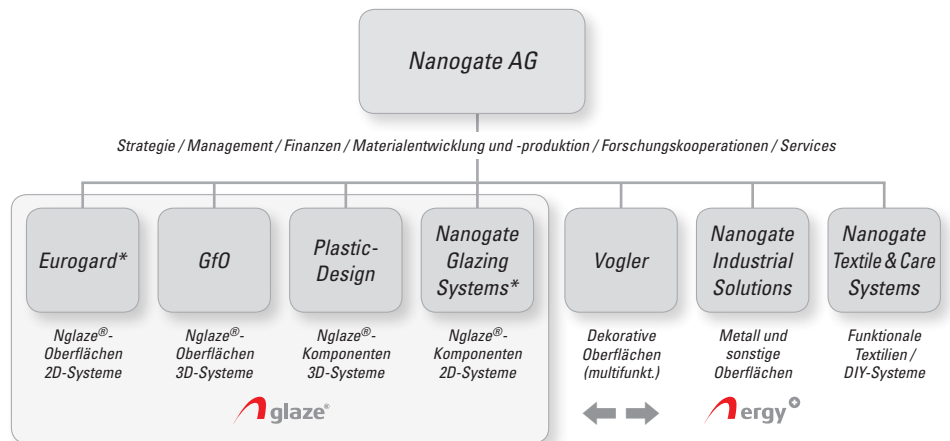 Nanogate AG
Strategie / Management / Finanzen / Materialentwicklung und -produktion / Forschungskooperationen / Services
Eurogard*
GfO
Plastic-
Design
Nanogate
Glazing
Systems*
Vogler
Nanogate
Industrial
Solutions
Nanogate
Textile & Care
Systems
Nglaze®-
Oberflächen
2D-Systeme
Nglaze®-
Oberflächen
3D-Systeme
Nglaze®-
Komponenten
3D-Systeme
Nglaze®-
Komponenten
2D-Systeme
Dekorative
Oberflächen
(multifunkt.)
Metall und
sonstige
Oberflächen
Funktionale
Textilien /
DIY-Systeme
glaze®
ergy+